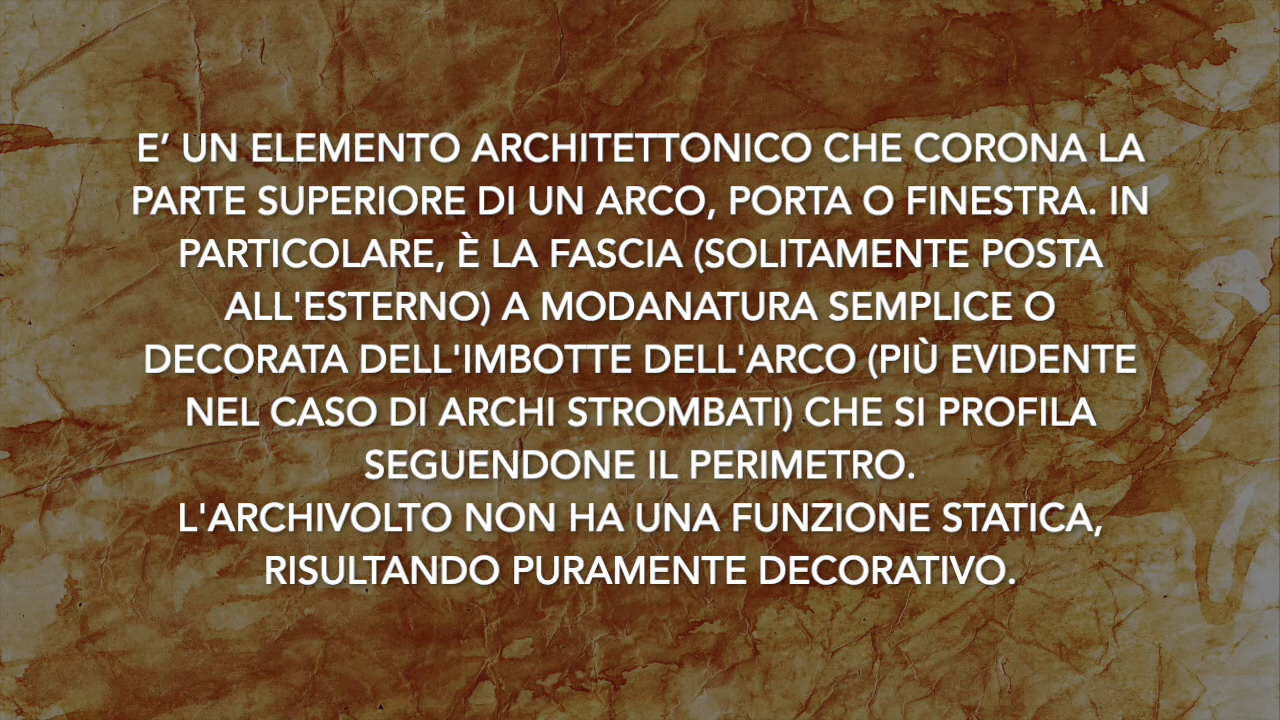 E’ UN ELEMENTO ARCHITETTONICO CHE CORONA LA
PARTE SUPERIORE DI UN ARCO, PORTA O FINESTRA. IN
PARTICOLARE, È LA FASCIA (SOLITAMENTE POSTA
ALL'ESTERNO) A MODANATURA SEMPLICE O
DECORATA DELL'IMBOTTE DELL'ARCO (PIÙ EVIDENTE
NEL CASO DI ARCHI STROMBATI) CHE SI PROFILA
SEGUENDONE IL PERIMETRO.
L'ARCHIVOLTO NON HA UNA FUNZIONE STATICA,
RISULTANDO PURAMENTE DECORATIVO.